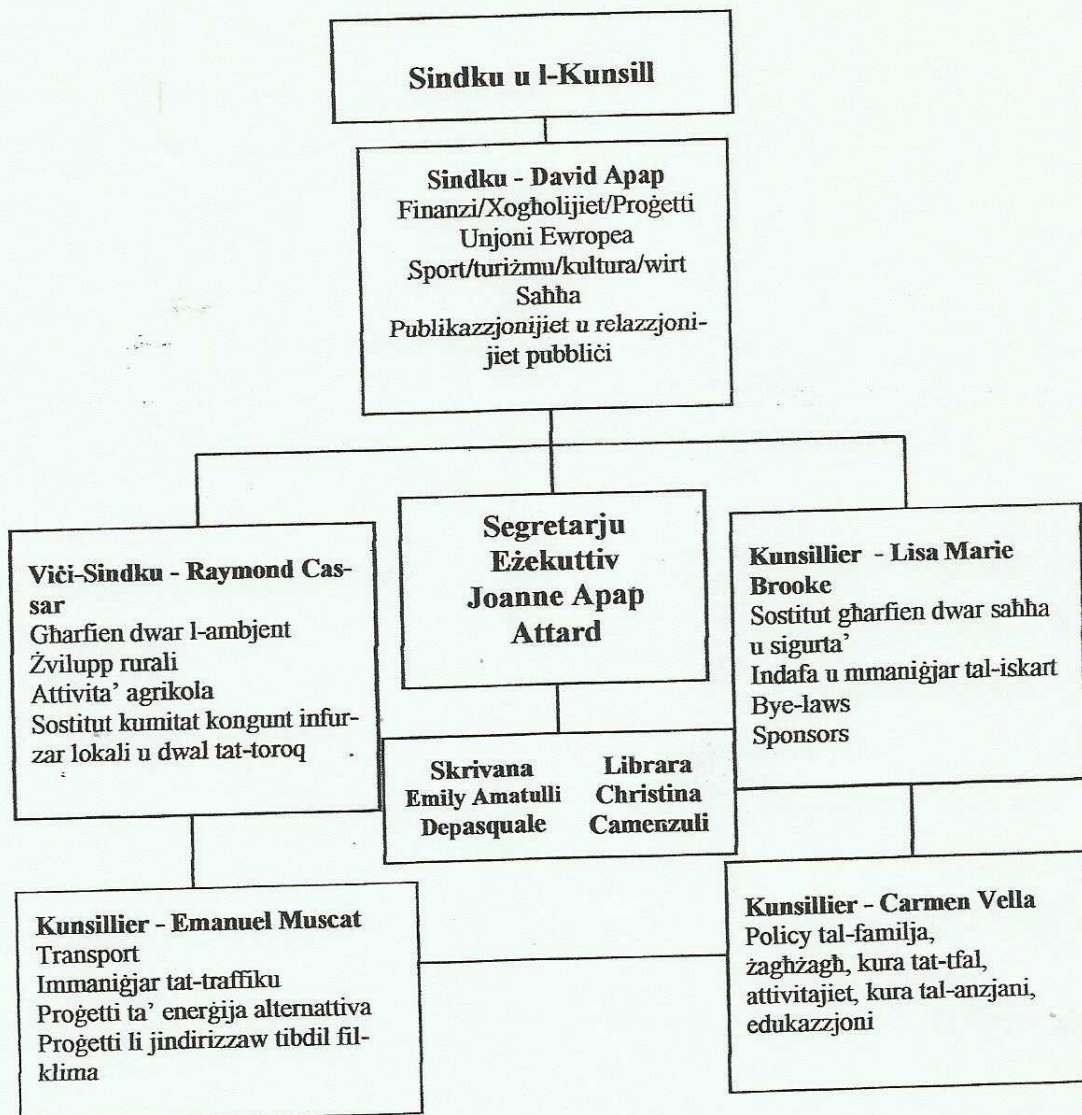 Sindku u l-Kunsill
Sindku - David Apap
Finanzi/Xogħolijiet/Proġetti
Unjoni Ewropea
Sport/turiżmu/kultura/wirt
Saħħa
Publikazzjonijiet u relazzjoni-
jiet pubbliċi
Viċi-Sindku - Raymond Cas-
sar
Għarfien dwar l-ambjent
Żvilupp rurali
Attivita’ agrikola
Sostitut kumitat kongunt infur-
zar lokali u dwal tat-toroq
Segretarju
Eżekuttiv
Joanne Apap
Attard
Kunsillier - Lisa Marie
Brooke
Sostitut għarfien dwar saħħa
u sigurta’
Indafa u mmaniġjar tal-iskart
Bye-laws
Sponsors
Skrivana
Emily Amatulli
Depasquale
Librara
Christina
Camenzuli
Kunsillier - Emanuel Muscat
Transport
Immaniġjar tat-traffiku
Proġetti ta’ enerġija alternattiva
Proġetti li jindirizzaw tibdil fil-
klima
Kunsillier - Carmen Vella
Policy tal-familja,
żagħżagħ, kura tat-tfal,
attivitajiet, kura tal-anzjani,
edukazzjoni